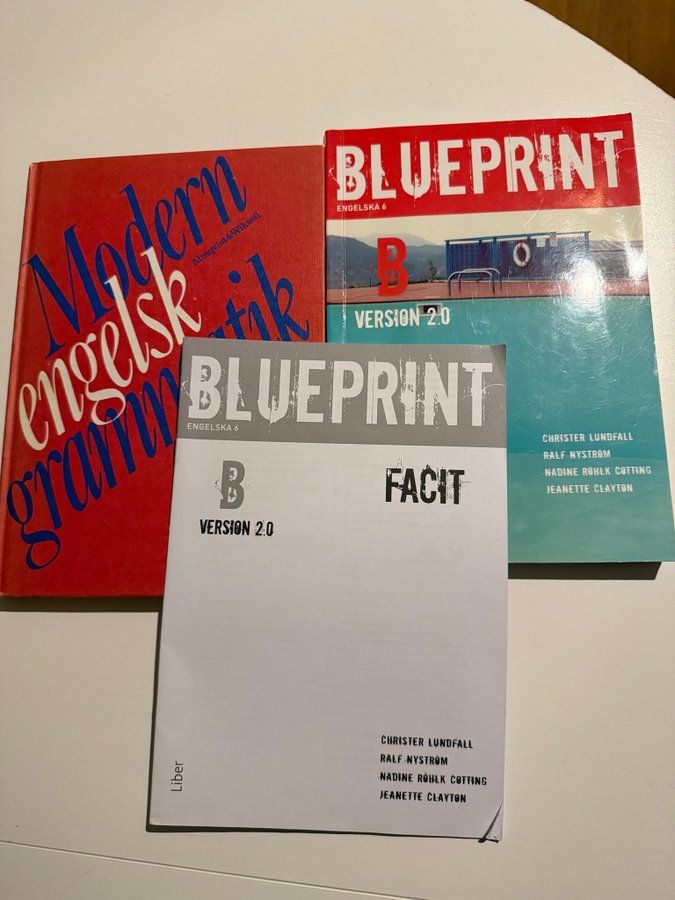 Modern
Almqvist&Wiksell
engelsk
grammatik
BLUEPRINT
ENGELSKA 6
B
VERSION 2.0
CHRISTER LUNDFALL
RALF NYSTRÖM
NADINE RÖHLK COTTING
JEANETTE CLAYTON
BLUEPRINT
ENGELSKA 6
B
FACIT
VERSION 2.0
CHRISTER LUNDFALL
RALF NYSTRÖM
NADINE RÖHLK COTTING
JEANETTE CLAYTON
Liber